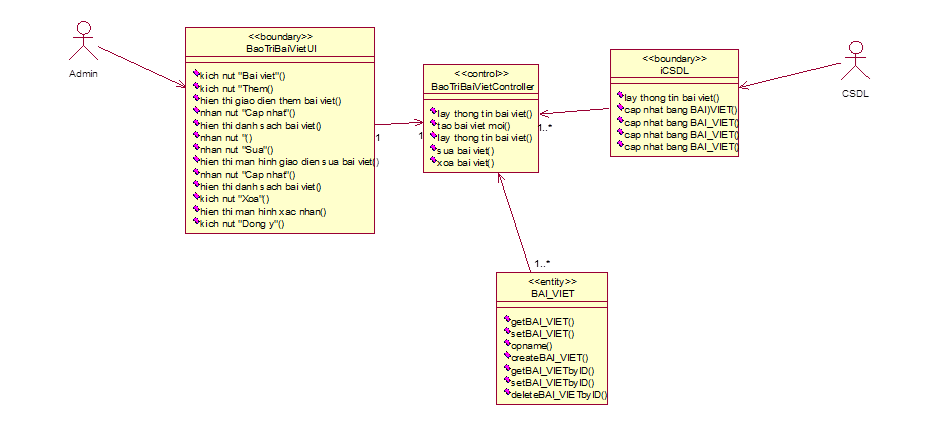 Admin
<<boundary>>
BaoTriBaiVietUI
kich nut "Bai viet"()
kich nut "Them()
hien thi giao dien them bai viet()
nhan nut "Cap nhat"()
hien thi danh sach bai viet()
nhan nut "()
nhan nut "Sua"()
hien thi man hinh giao dien sua bai viet()
nhan nut "Cap nhat"()
hien thi danh sach bai viet()
kich nut "Xoa"()
hien thi man hinh xac nhan()
kich nut "Dong y"()
1
1
<<control>>
BaoTriBaiVietController
lay thong tin bai viet()
tao bai viet moi()
lay thong tin bai viet()
sua bai viet()
xoa bai viet()
1..*
<<boundary>>
iCSDL
lay thong tin bai viet()
cap nhat bang BAI)VIET()
cap nhat bang BAI_VIET()
cap nhat bang BAI_VIET()
cap nhat bang BAI_VIET()
CSDL
1..*
<<entity>>
BAI_VIET
getBAI_VIET()
setBAI_VIET()
opname()
createBAI_VIET()
getBAI_VIETbyID()
setBAI_VIETbyID()
deleteBAI_VIETbyID()